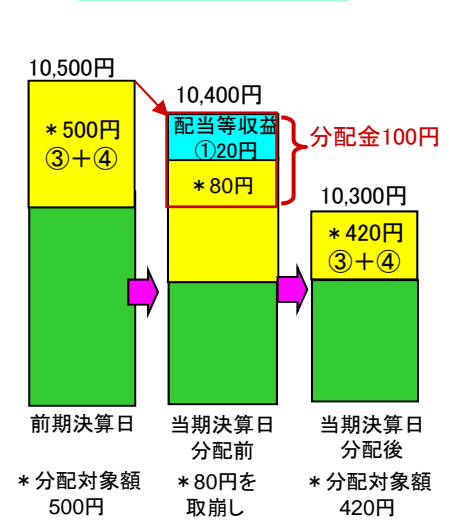 10,500円
＊500円
③＋④
前期決算日
＊分配対象額
500円
10,400円
配当等収益
①20円
＊80円
分配金100円
当期決算日
分配前
＊80円を
取崩し
10,300円
＊420円
③＋④
当期決算日
分配後
＊分配対象額
420円